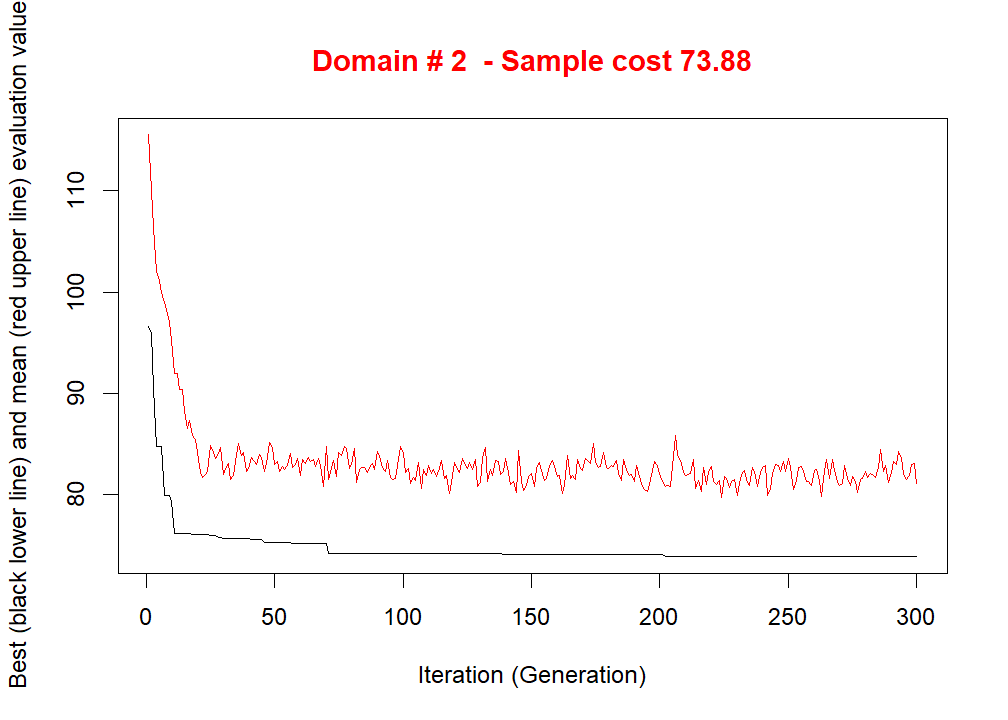 Domain # 2  - Sample cost 73.88
Best (black lower line) and mean (red upper line) evaluation value
110
100
90
80
0 50 100 150 200 250 300
Iteration (Generation)